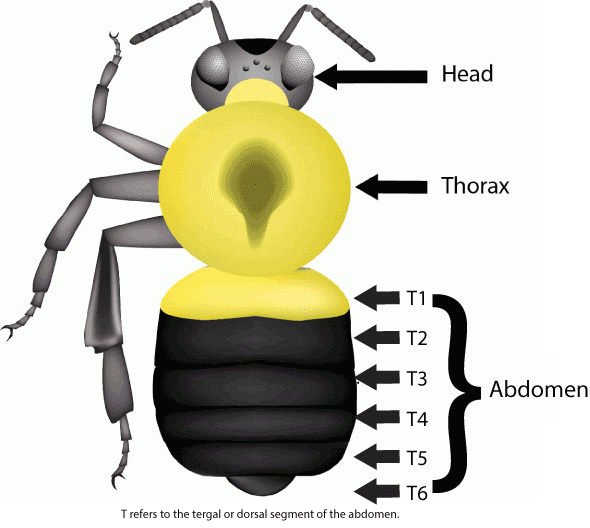 Head
Thorax
T1
T2
T3
Abdomen
T4
T5
T6
T refers to the tergal or dorsal segment of the abdomen.